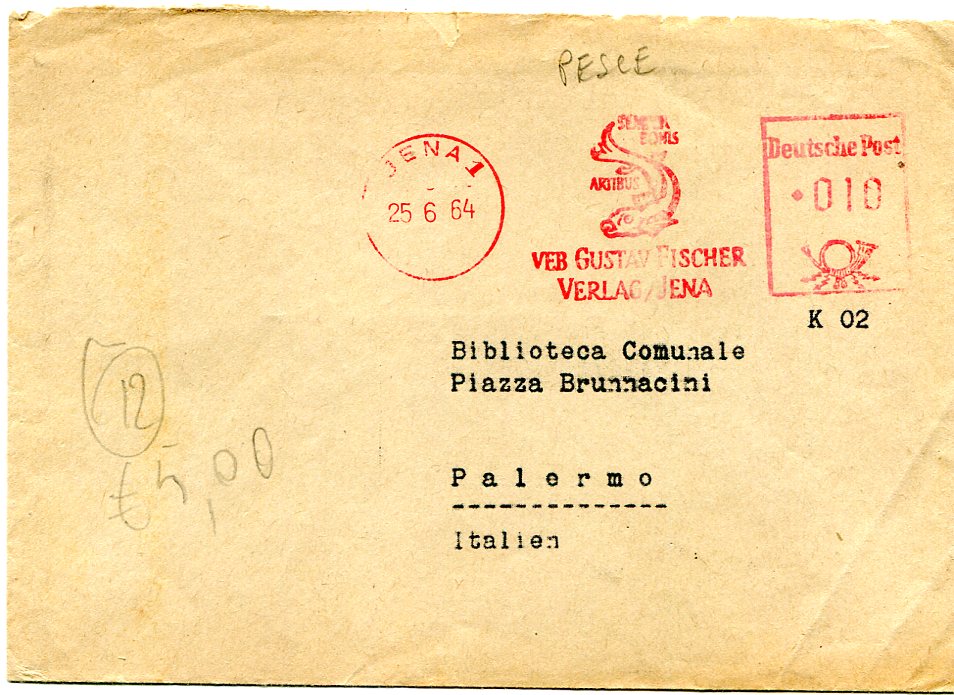 PESCE
JENA 1
25 6 64
SEMPER
BONIS
ARTIBUS
VEB GUSTAV FISCHER
VERLAG/JENA
Deutsche Post
010
K 02
Biblioteca Comunale
Piazza Brunnacini
Palermo
Italien
12
€5,00